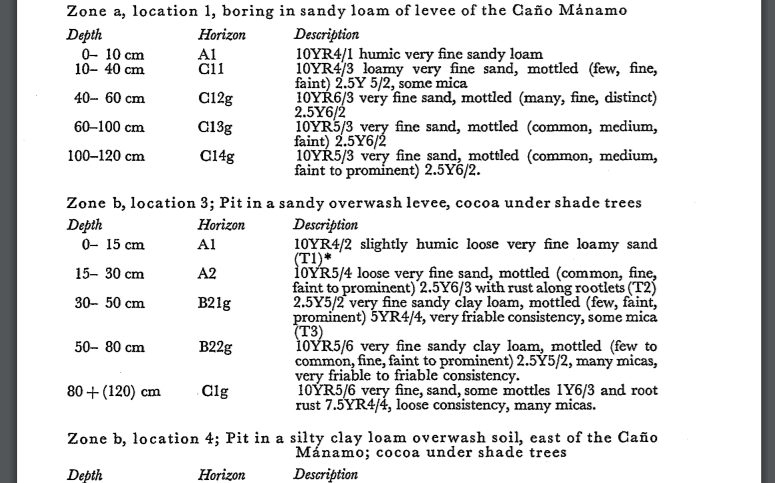 Zone a, location 1, boring in sandy loam of levee of the Caño Mánamo
Depth Horizon Description
0– 10 cm A1 10YR4/1 humic very fine sandy loam
10– 40 cm C11 10YR4/3 loamy very fine sand, mottled (few, fine,
faint) 2.5Y 5/2, some mica
40– 60 cm C12g 10YR6/3 very fine sand, mottled (many, fine, distinct)
2.5Y6/2
60–100 cm C13g 10YR5/3 very fine sand, mottled (common, medium,
faint) 2.5Y6/2
100–120 cm C14g 10YR5/3 very fine sand, mottled (common, medium,
faint to prominent) 2.5Y6/2.
Zone b, location 3; Pit in a sandy overwash levee, cocoa under shade trees
Depth Horizon Description
0– 15 cm A1 10YR4/2 slightly humic loose very fine loamy sand
(T1)*
15– 30 cm A2 10YR5/4 loose very fine sand, mottled (common, fine,
faint to prominent) 2.5Y6/3 with rust along rootlets (T2)
30– 50 cm B21g 2.5Y5/2 very fine sandy clay loam, mottled (few, faint,
prominent) 5YR4/4, very friable consistency, some mica
(T3)
50– 80 cm B22g 10YR5/6 very fine sandy clay loam, mottled (few to
common, fine, faint to prominent) 2.5Y5/2, many micas,
very friable to friable consistency.
80 + (120) cm C1g 10YR5/6 very fine, sand, some mottles 1Y6/3 and root
rust 7.5YR4/4, loose consistency, many micas.
Zone b, location 4; Pit in a silty clay loam overwash soil, east of the Caño
Mánamo; cocoa under shade trees
Depth Horizon Description